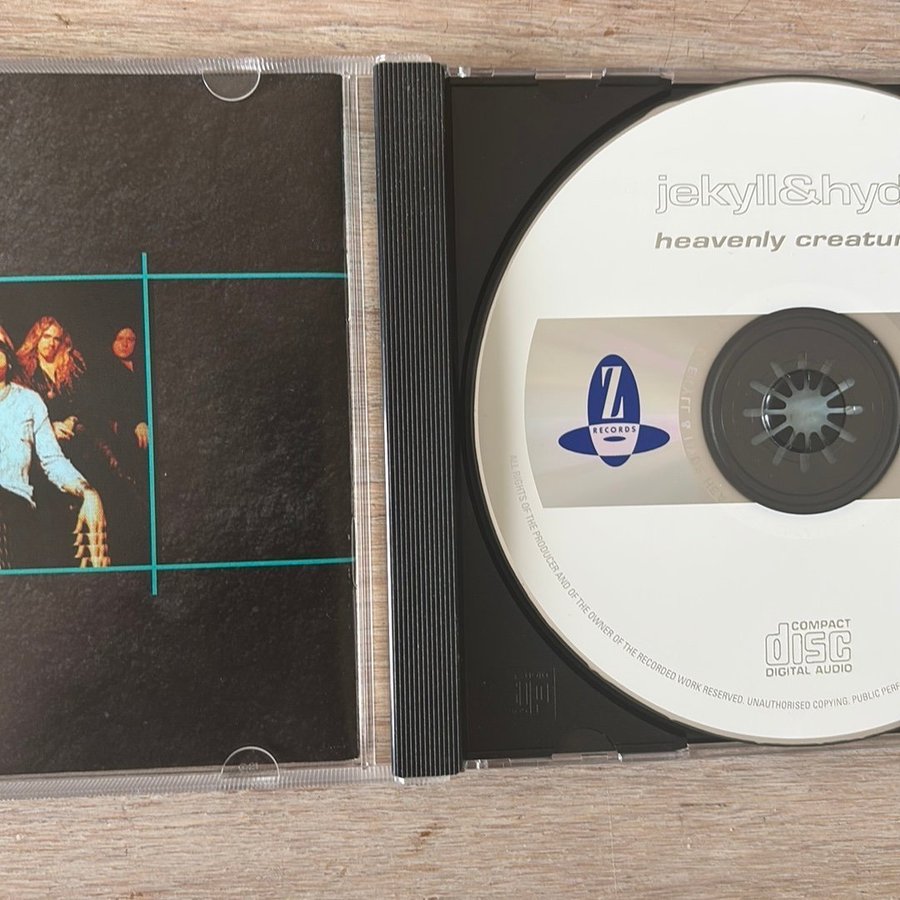 jekyll&hyd
heavenly creatur
Z
RECORDS
ALL RIGHTS OF THE PRODUCER AND OF THE OWNER OF THE RECORDED WORK RESERVED. UNAUTHORISED COPYING, PUBLIC PERF
COMPACT
disc
DIGITAL AUDIO